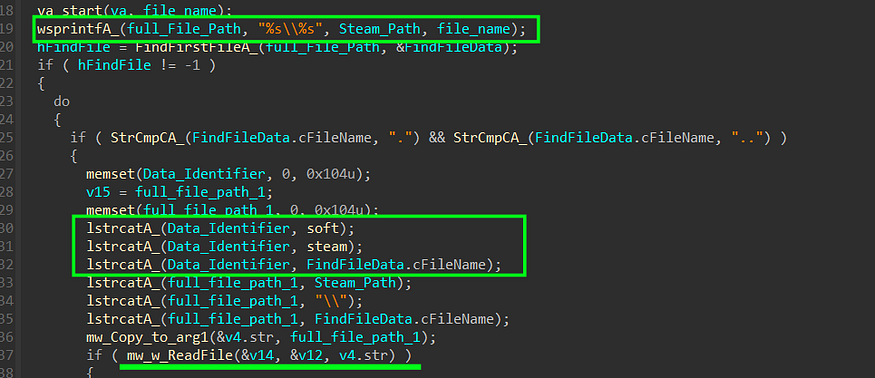 18 va_start(va, file_name);
19 wsprintfA_(full_File_Path, "%s\\%s", Steam_Path, file_name);
20 hFindFile = FindFirstFileA_(full_File_Path, &FindFileData);
21 if ( hFindFile != -1 )
22 {
23 do
24 {
25 if ( StrCmpCA_(FindFileData.cFileName, ".") && StrCmpCA_(FindFileData.cFileName, "..") )
26 {
27 memset(Data_Identifier, 0, 0x104u);
28 v15 = full_file_path_1;
29 memset(full_file_path_1, 0, 0x104u);
30 lstrcatA_(Data_Identifier, soft);
31 lstrcatA_(Data_Identifier, steam);
32 lstrcatA_(Data_Identifier, FindFileData.cFileName);
33 lstrcatA_(full_file_path_1, Steam_Path);
34 lstrcatA_(full_file_path_1, "\\");
35 lstrcatA_(full_file_path_1, FindFileData.cFileName);
36 mw_Copy_to_arg1(&v4.str, full_file_path_1);
37 if ( mw_w_ReadFile(&v14, &v12, v4.str) )
38 {